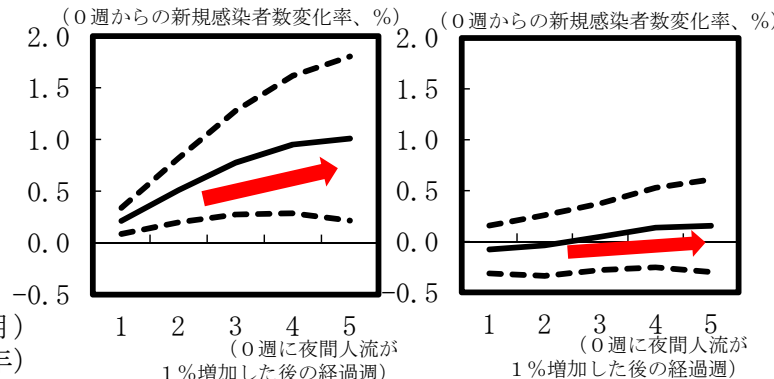 (０週からの新規感染者数変化率、%)
2.0
1.5
1.0
0.5
0.0
-0.5
1 2 3 4 5
(０週に夜間人流が
１%増加した後の経過週)
(０週からの新規感染者数変化率、%)
2.0
1.5
1.0
0.5
0.0
-0.5
1 2 3 4 5
(０週に夜間人流が
１%増加した後の経過週)
月)
年)